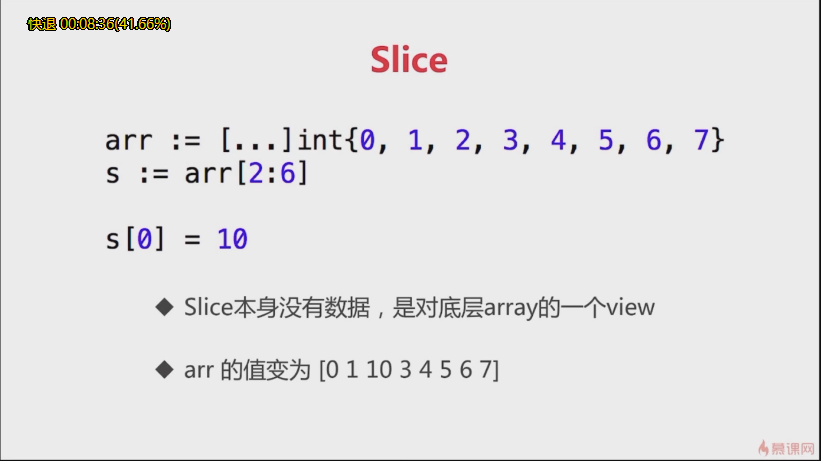 快退 00:08:36(41.66%)
Slice
arr := [...]int{0, 1, 2, 3, 4, 5, 6, 7}
s := arr[2:6]
s[0] = 10
◆ Slice本身没有数据，是对底层array的一个view
◆ arr 的值变为 [0 1 10 3 4 5 6 7]
慕课网